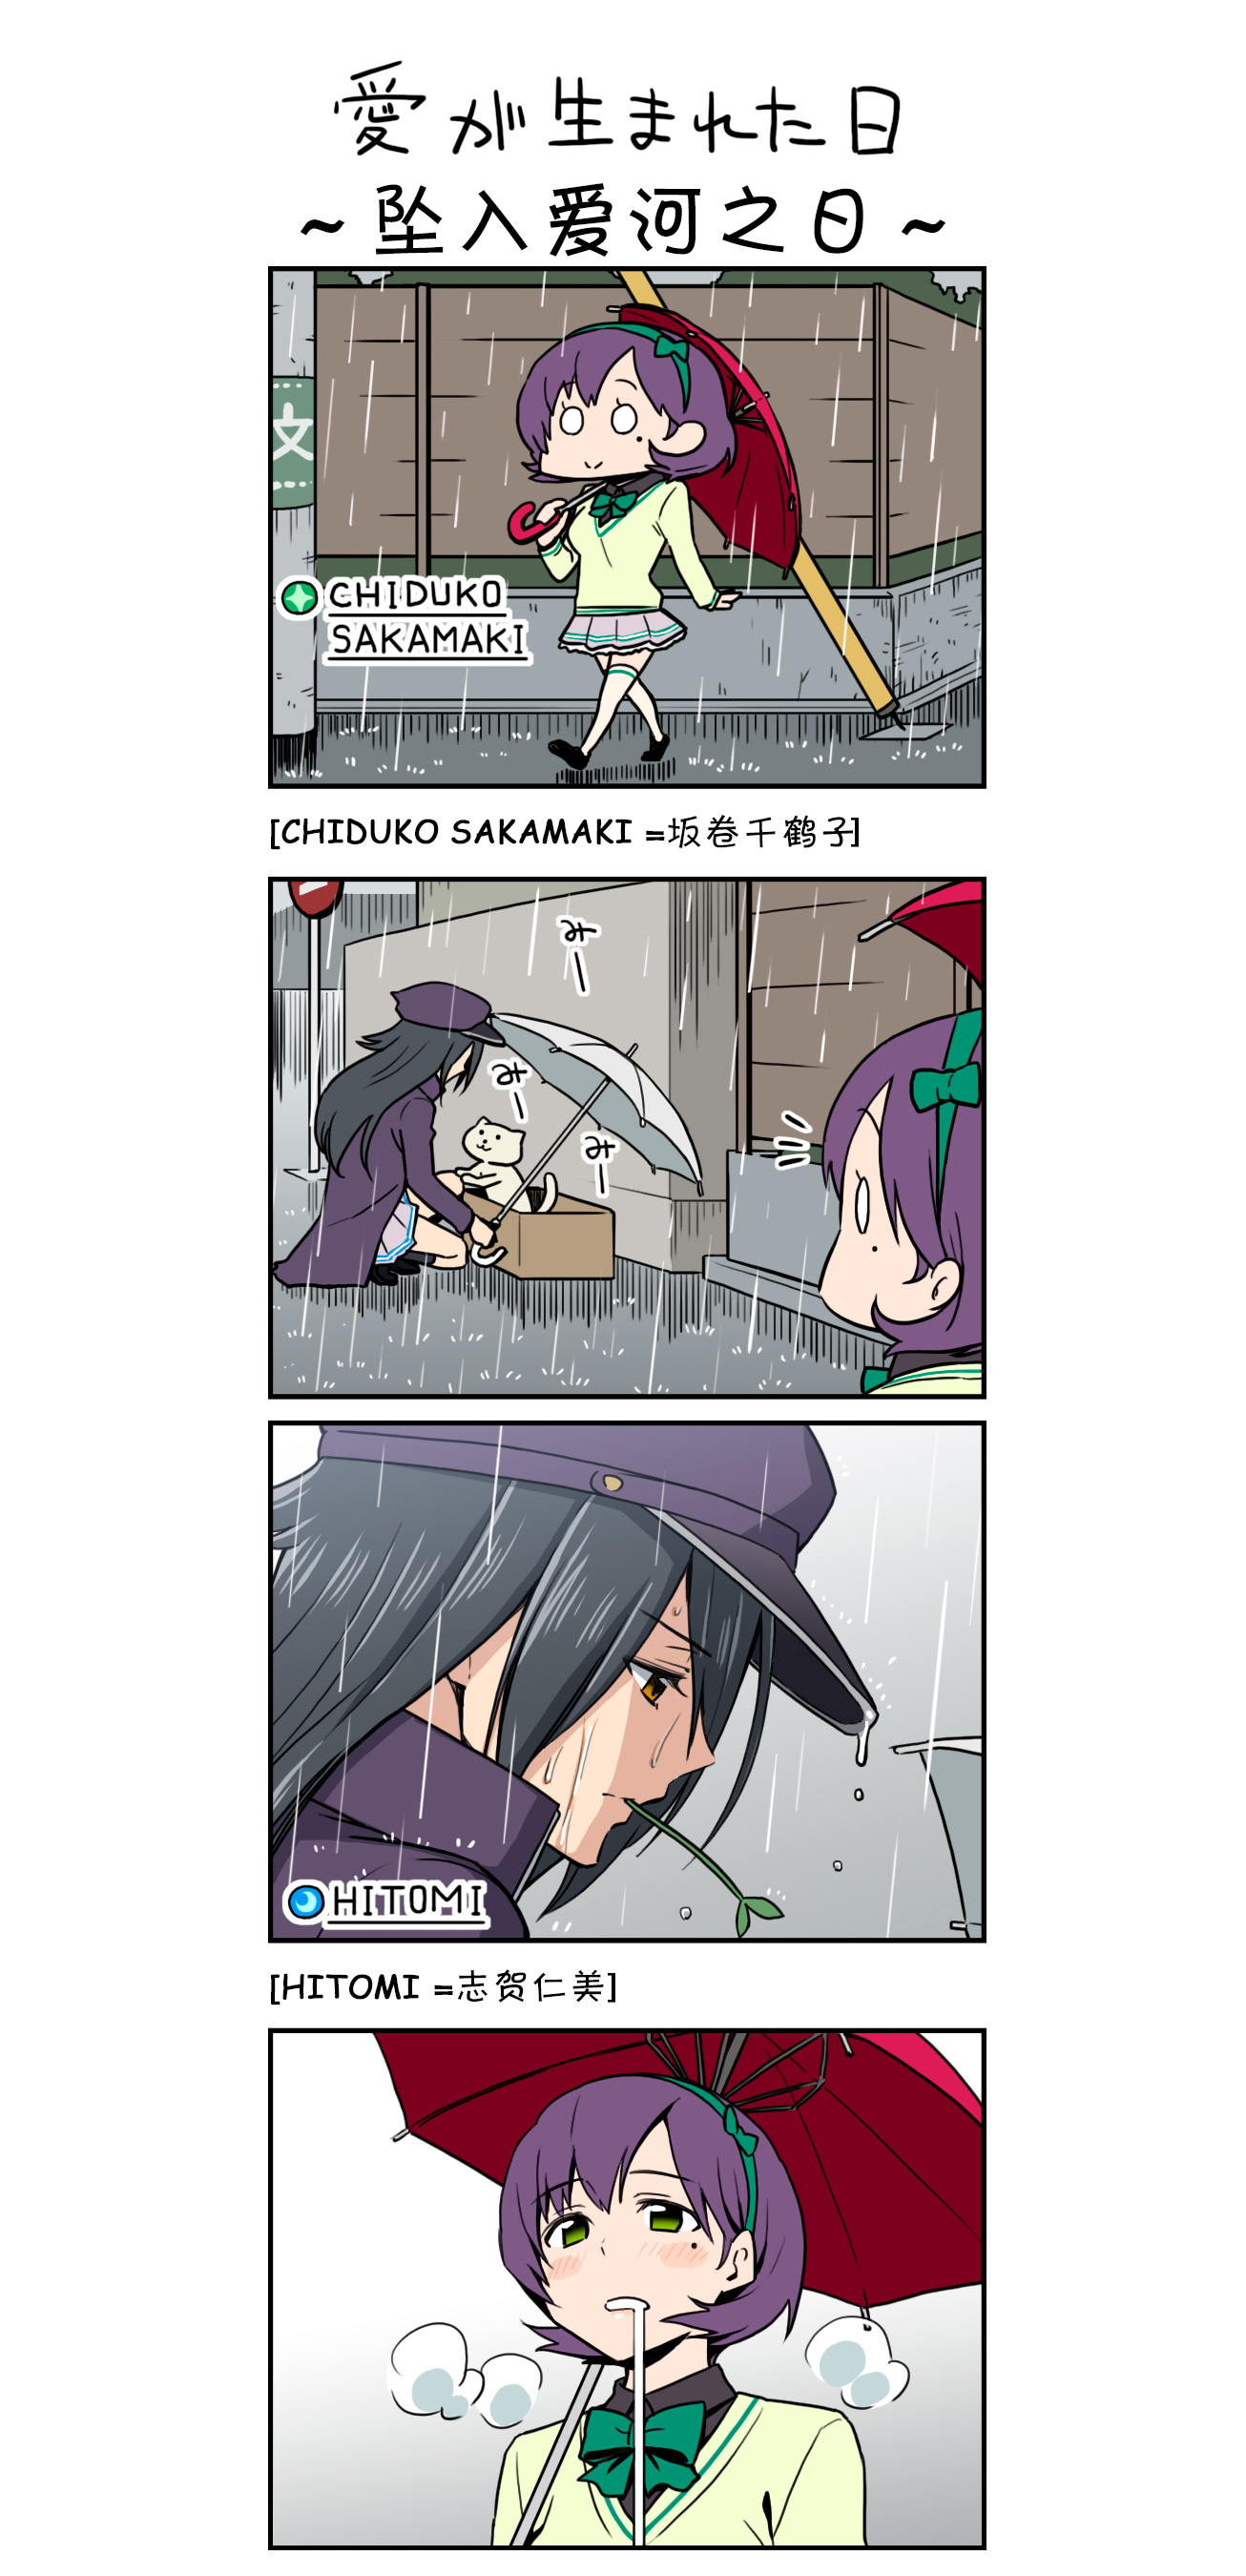 愛が生まれた日
~坠入爱河之日~
文
CHIDUKO
SAKAMAKI
[CHIDUKO SAKAMAKI =坂卷千鹤子]
みー
みー
みー
HITOMI
[HITOMI =志贺仁美]